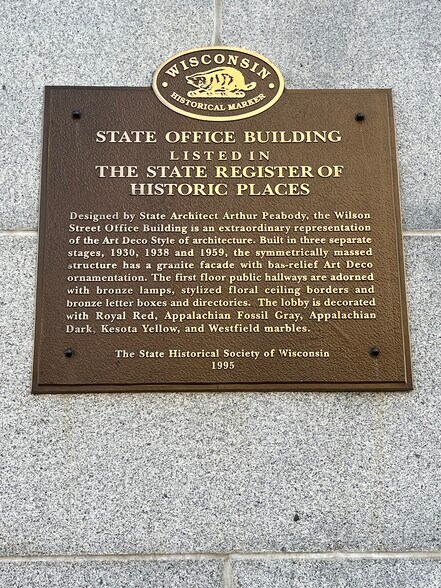 WISCONSIN
HISTORICAL MARKER
STATE OFFICE BUILDING
LISTED IN
THE STATE REGISTER OF
HISTORIC PLACES
Designed by State Architect Arthur Peabody, the Wilson
Street Office Building is an extraordinary representation
of the Art Deco Style of architecture. Built in three separate
stages, 1930, 1938 and 1959, the symmetrically massed
structure has a granite facade with bas-relief Art Deco
ornamentation. The first floor public hallways are adorned
with bronze lamps, stylized floral ceiling borders and
bronze letter boxes and directories. The lobby is decorated
with Royal Red, Appalachian Fossil Gray, Appalachian
Dark, Kesota Yellow, and Westfield marbles.
The State Historical Society of Wisconsin
1995